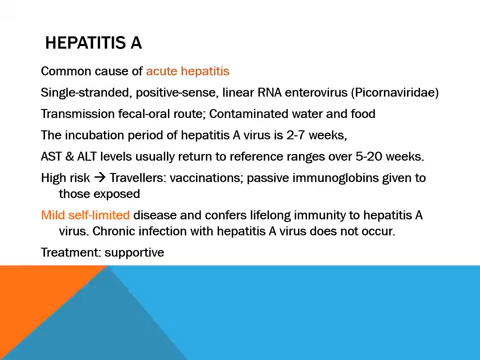 HEPATITIS A
Common cause of acute hepatitis
Single-stranded, positive-sense, linear RNA enterovirus (Picornaviridae)
Transmission fecal-oral route; Contaminated water and food
The incubation period of hepatitis A virus is 2-7 weeks,
AST & ALT levels usually return to reference ranges over 5-20 weeks.
High risk → Travellers: vaccinations; passive immunoglobins given to
those exposed
Mild self-limited disease and confers lifelong immunity to hepatitis A
virus. Chronic infection with hepatitis A virus does not occur.
Treatment: supportive